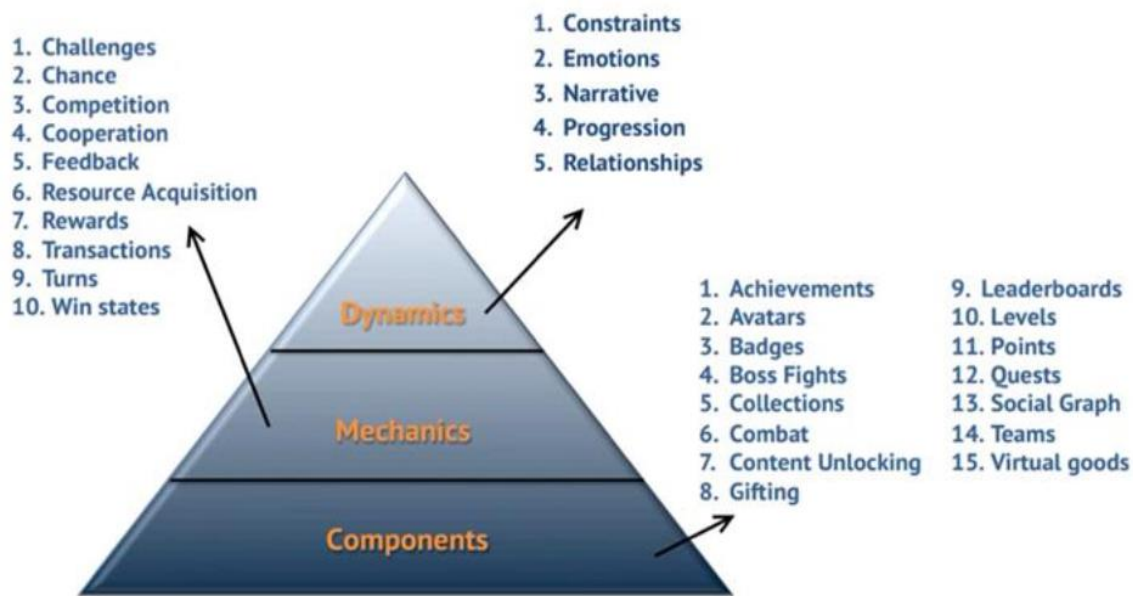 1. Challenges
2. Chance
3. Competition
4. Cooperation
5. Feedback
6. Resource Acquisition
7. Rewards
8. Transactions
9. Turns
10. Win states
1. Constraints
2. Emotions
3. Narrative
4. Progression
5. Relationships
Dynamics
Mechanics
Components
1. Achievements
2. Avatars
3. Badges
4. Boss Fights
5. Collections
6. Combat
7. Content Unlocking
8. Gifting
9. Leaderboards
10. Levels
11. Points
12. Quests
13. Social Graph
14. Teams
15. Virtual goods